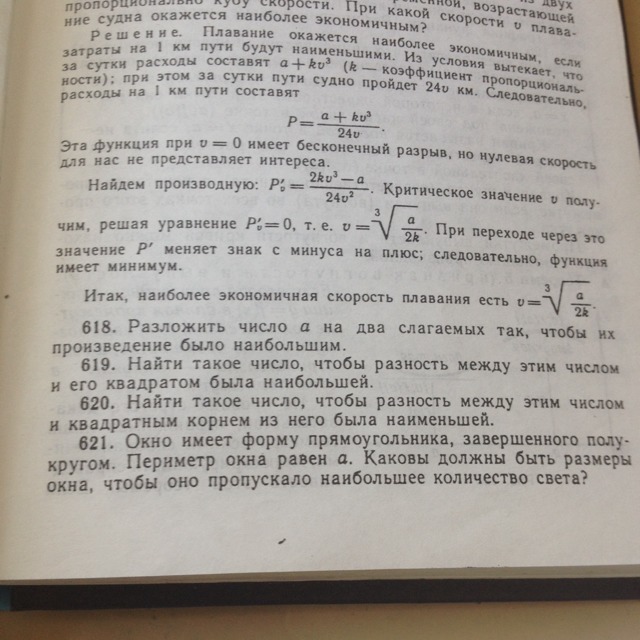 пропорционально кубу скорости. При какой скорости v плава-
ние судна окажется наиболее экономичным?
Решение. Плавание окажется наиболее экономичным, если
затраты на 1 км пути будут наименьшими. Из условия вытекает, что
за сутки расходы составят a + kv³ (k — коэффициент пропорциональ-
ности); при этом за сутки пути судно пройдет 24v км. Следовательно,
расходы на 1 км пути составят
P = (a + kv³)/(24v).
Эта функция при v = 0 имеет бесконечный разрыв, но нулевая скорость
для нас не представляет интереса.
Найдем производную: P′ᵥ = (2kv³ — a)/(24v²). Критическое значение v полу-
чим, решая уравнение P′ᵥ = 0, т. е. v = ∛(a/(2k)). При переходе через это
значение P′ меняет знак с минуса на плюс; следовательно, функция
имеет минимум.
Итак, наиболее экономичная скорость плавания есть v = ∛(a/(2k)).
618. Разложить число a на два слагаемых так, чтобы их
произведение было наибольшим.
619. Найти такое число, чтобы разность между этим числом
и его квадратом была наибольшей.
620. Найти такое число, чтобы разность между этим числом
и квадратным корнем из него была наименьшей.
621. Окно имеет форму прямоугольника, завершенного полу-
кругом. Периметр окна равен a. Каковы должны быть размеры
окна, чтобы оно пропускало наибольшее количество света?